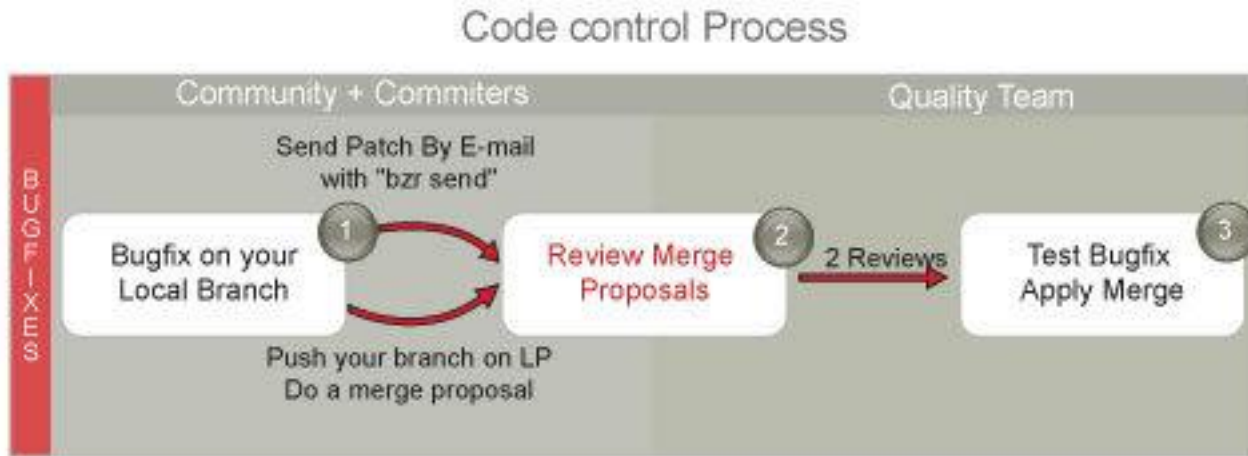 Code control Process
Community + Commiters
Quality Team
BUGFIXES
Send Patch By E-mail
with "bzr send"
1
Bugfix on your
Local Branch
Push your branch on LP
Do a merge proposal
2
Review Merge
Proposals
2 Reviews
3
Test Bugfix
Apply Merge